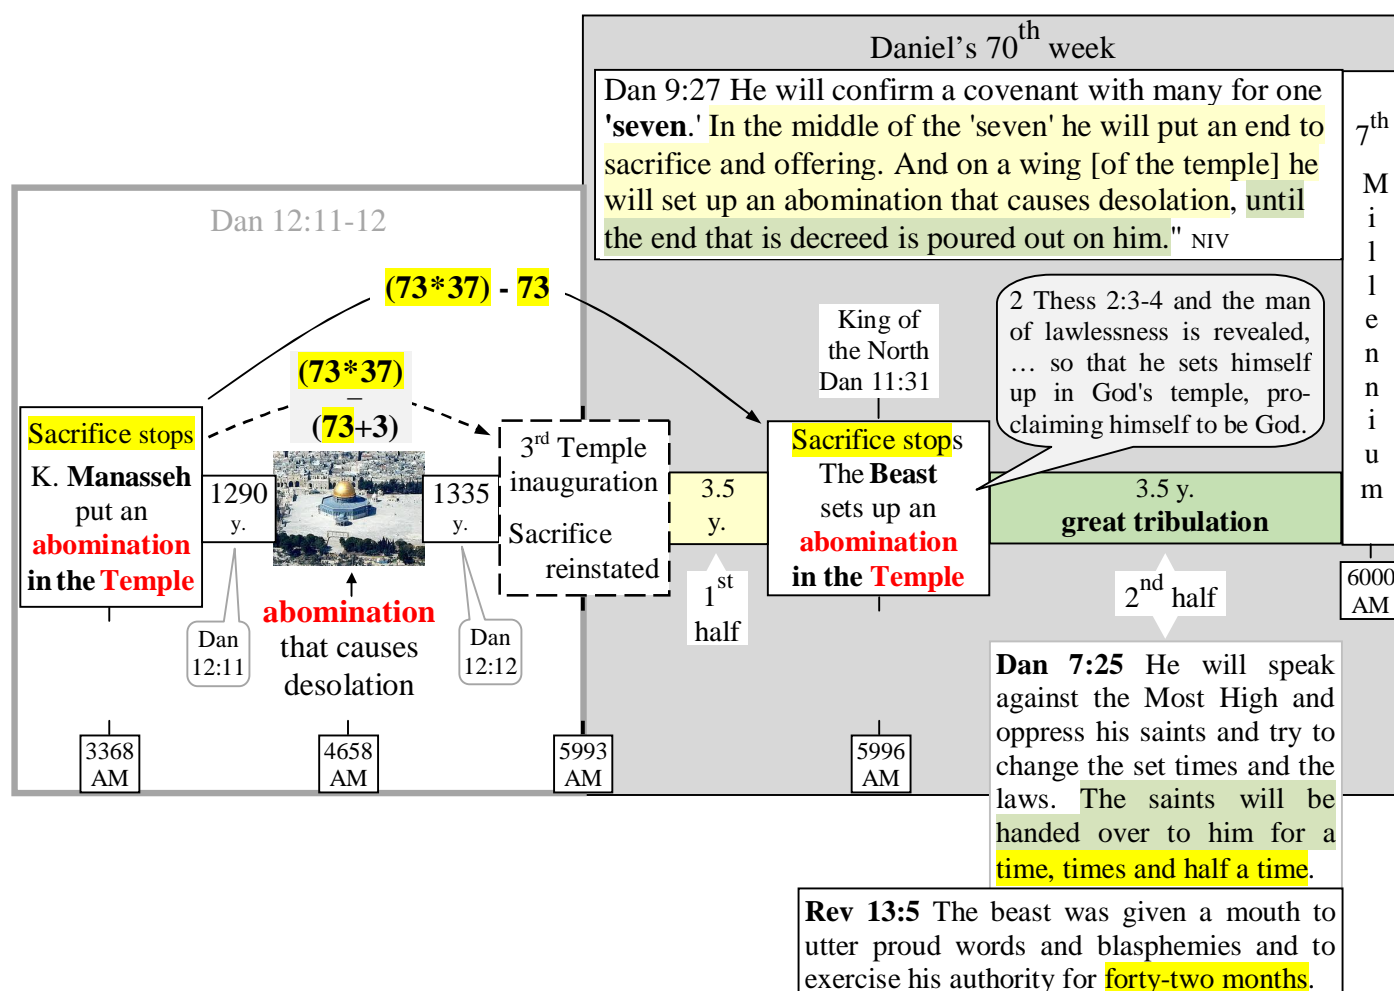 Daniel's 70th week
Dan 9:27 He will confirm a covenant with many for one
'seven.' In the middle of the 'seven' he will put an end to
sacrifice and offering. And on a wing [of the temple] he
will set up an abomination that causes desolation, until
the end that is decreed is poured out on him." NIV
7th
M
i
l
l
e
n
n
i
u
m
Dan 12:11-12
(73*37) - 73
(73*37)
–
(73+3)
King of
the North
Dan 11:31
2 Thess 2:3-4 and the man
of lawlessness is revealed,
… so that he sets himself
up in God's temple, pro-
claiming himself to be God.
Sacrifice stops
K. Manasseh
put an
abomination
in the Temple
1290
y.
1335
y.
3rd Temple
inauguration
Sacrifice
reinstated
3.5
y.
Sacrifice stops
The Beast
sets up an
abomination
in the Temple
3.5 y.
great tribulation
6000
AM
1st
half
2nd half
Dan
12:11
abomination
that causes
desolation
Dan
12:12
3368
AM
4658
AM
5993
AM
5996
AM
Dan 7:25 He will speak
against the Most High and
oppress his saints and try to
change the set times and the
laws. The saints will be
handed over to him for a
time, times and half a time.
Rev 13:5 The beast was given a mouth to
utter proud words and blasphemies and to
exercise his authority for forty-two months.